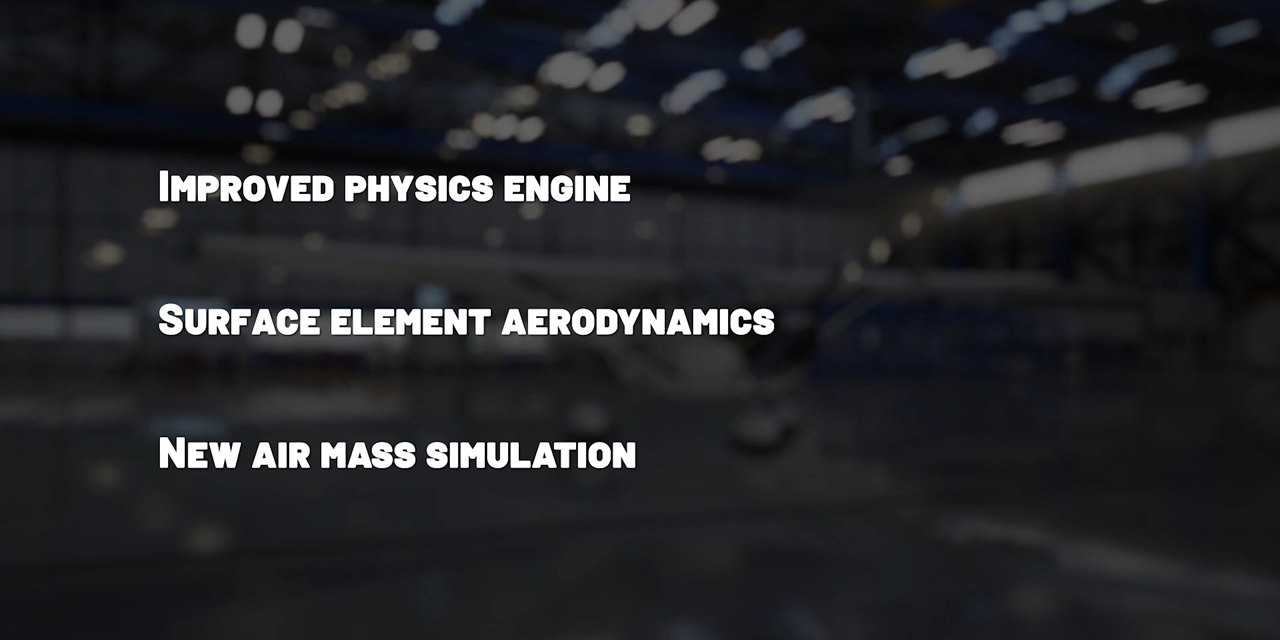 Improved physics engine
Surface element aerodynamics
New air mass simulation